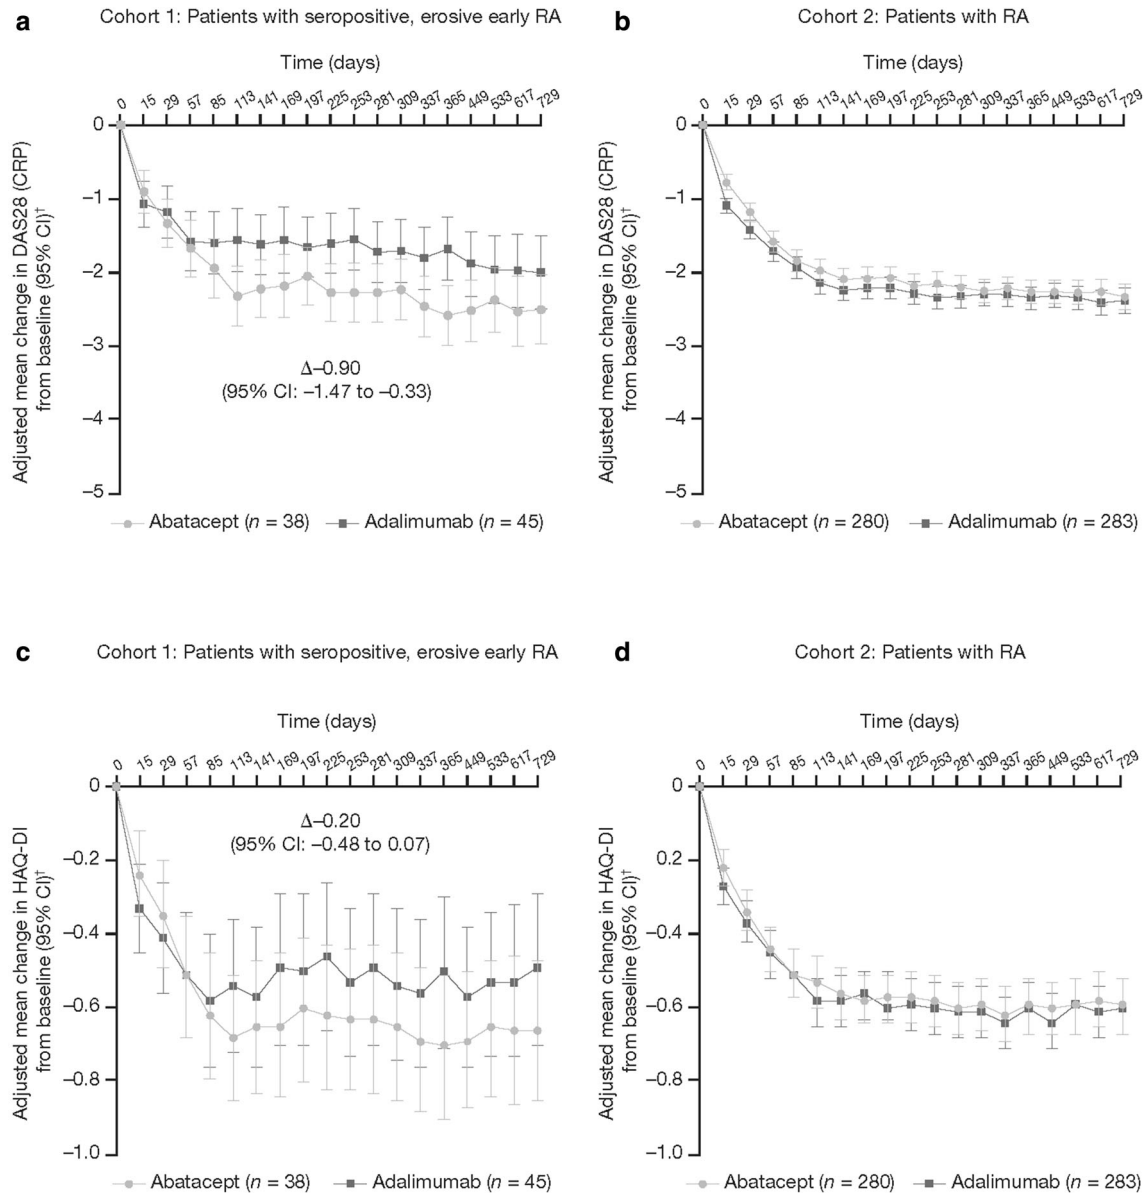 a
Cohort 1: Patients with seropositive, erosive early RA
Time (days)
0 15 29 57 85 113 141 169 197 225 253 281 309 337 365 449 533 617 729
Adjusted mean change in DAS28 (CRP)
from baseline (95% CI)†
0
–1
–2
–3
–4
–5
Δ–0.90
(95% CI: –1.47 to –0.33)
Abatacept (n = 38) Adalimumab (n = 45)
b
Cohort 2: Patients with RA
Time (days)
0 15 29 57 85 113 141 169 197 225 253 281 309 337 365 449 533 617 729
Adjusted mean change in DAS28 (CRP)
from baseline (95% CI)†
0
–1
–2
–3
–4
–5
Abatacept (n = 280) Adalimumab (n = 283)
c
Cohort 1: Patients with seropositive, erosive early RA
Time (days)
0 15 29 57 85 113 141 169 197 225 253 281 309 337 365 449 533 617 729
Adjusted mean change in HAQ-DI
from baseline (95% CI)†
0
–0.2
–0.4
–0.6
–0.8
–1.0
Δ–0.20
(95% CI: –0.48 to 0.07)
Abatacept (n = 38) Adalimumab (n = 45)
d
Cohort 2: Patients with RA
Time (days)
0 15 29 57 85 113 141 169 197 225 253 281 309 337 365 449 533 617 729
Adjusted mean change in HAQ-DI
from baseline (95% CI)†
0
0.2
–0.4
–0.6
–0.8
–1.0
Abatacept (n = 280) Adalimumab (n = 283)